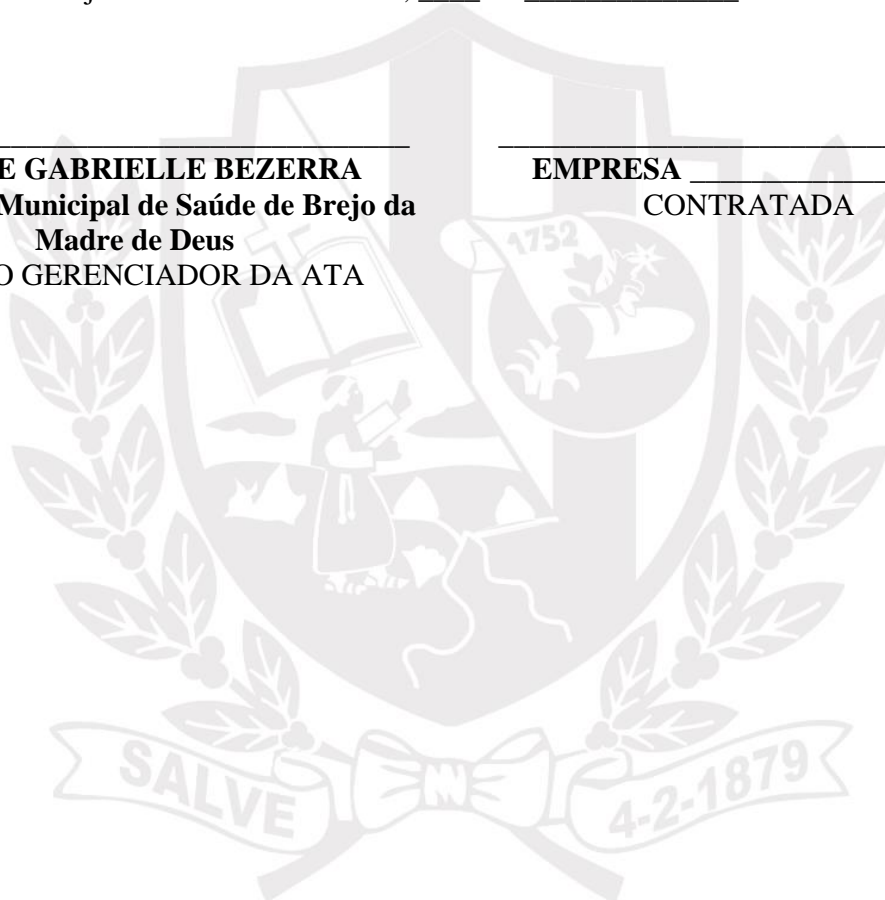 E GABRIELLE BEZERRA
Municipal de Saúde de Brejo da
Madre de Deus
O GERENCIADOR DA ATA
EMPRESA ______________
CONTRATADA
1752
SALVE
4-2-1879